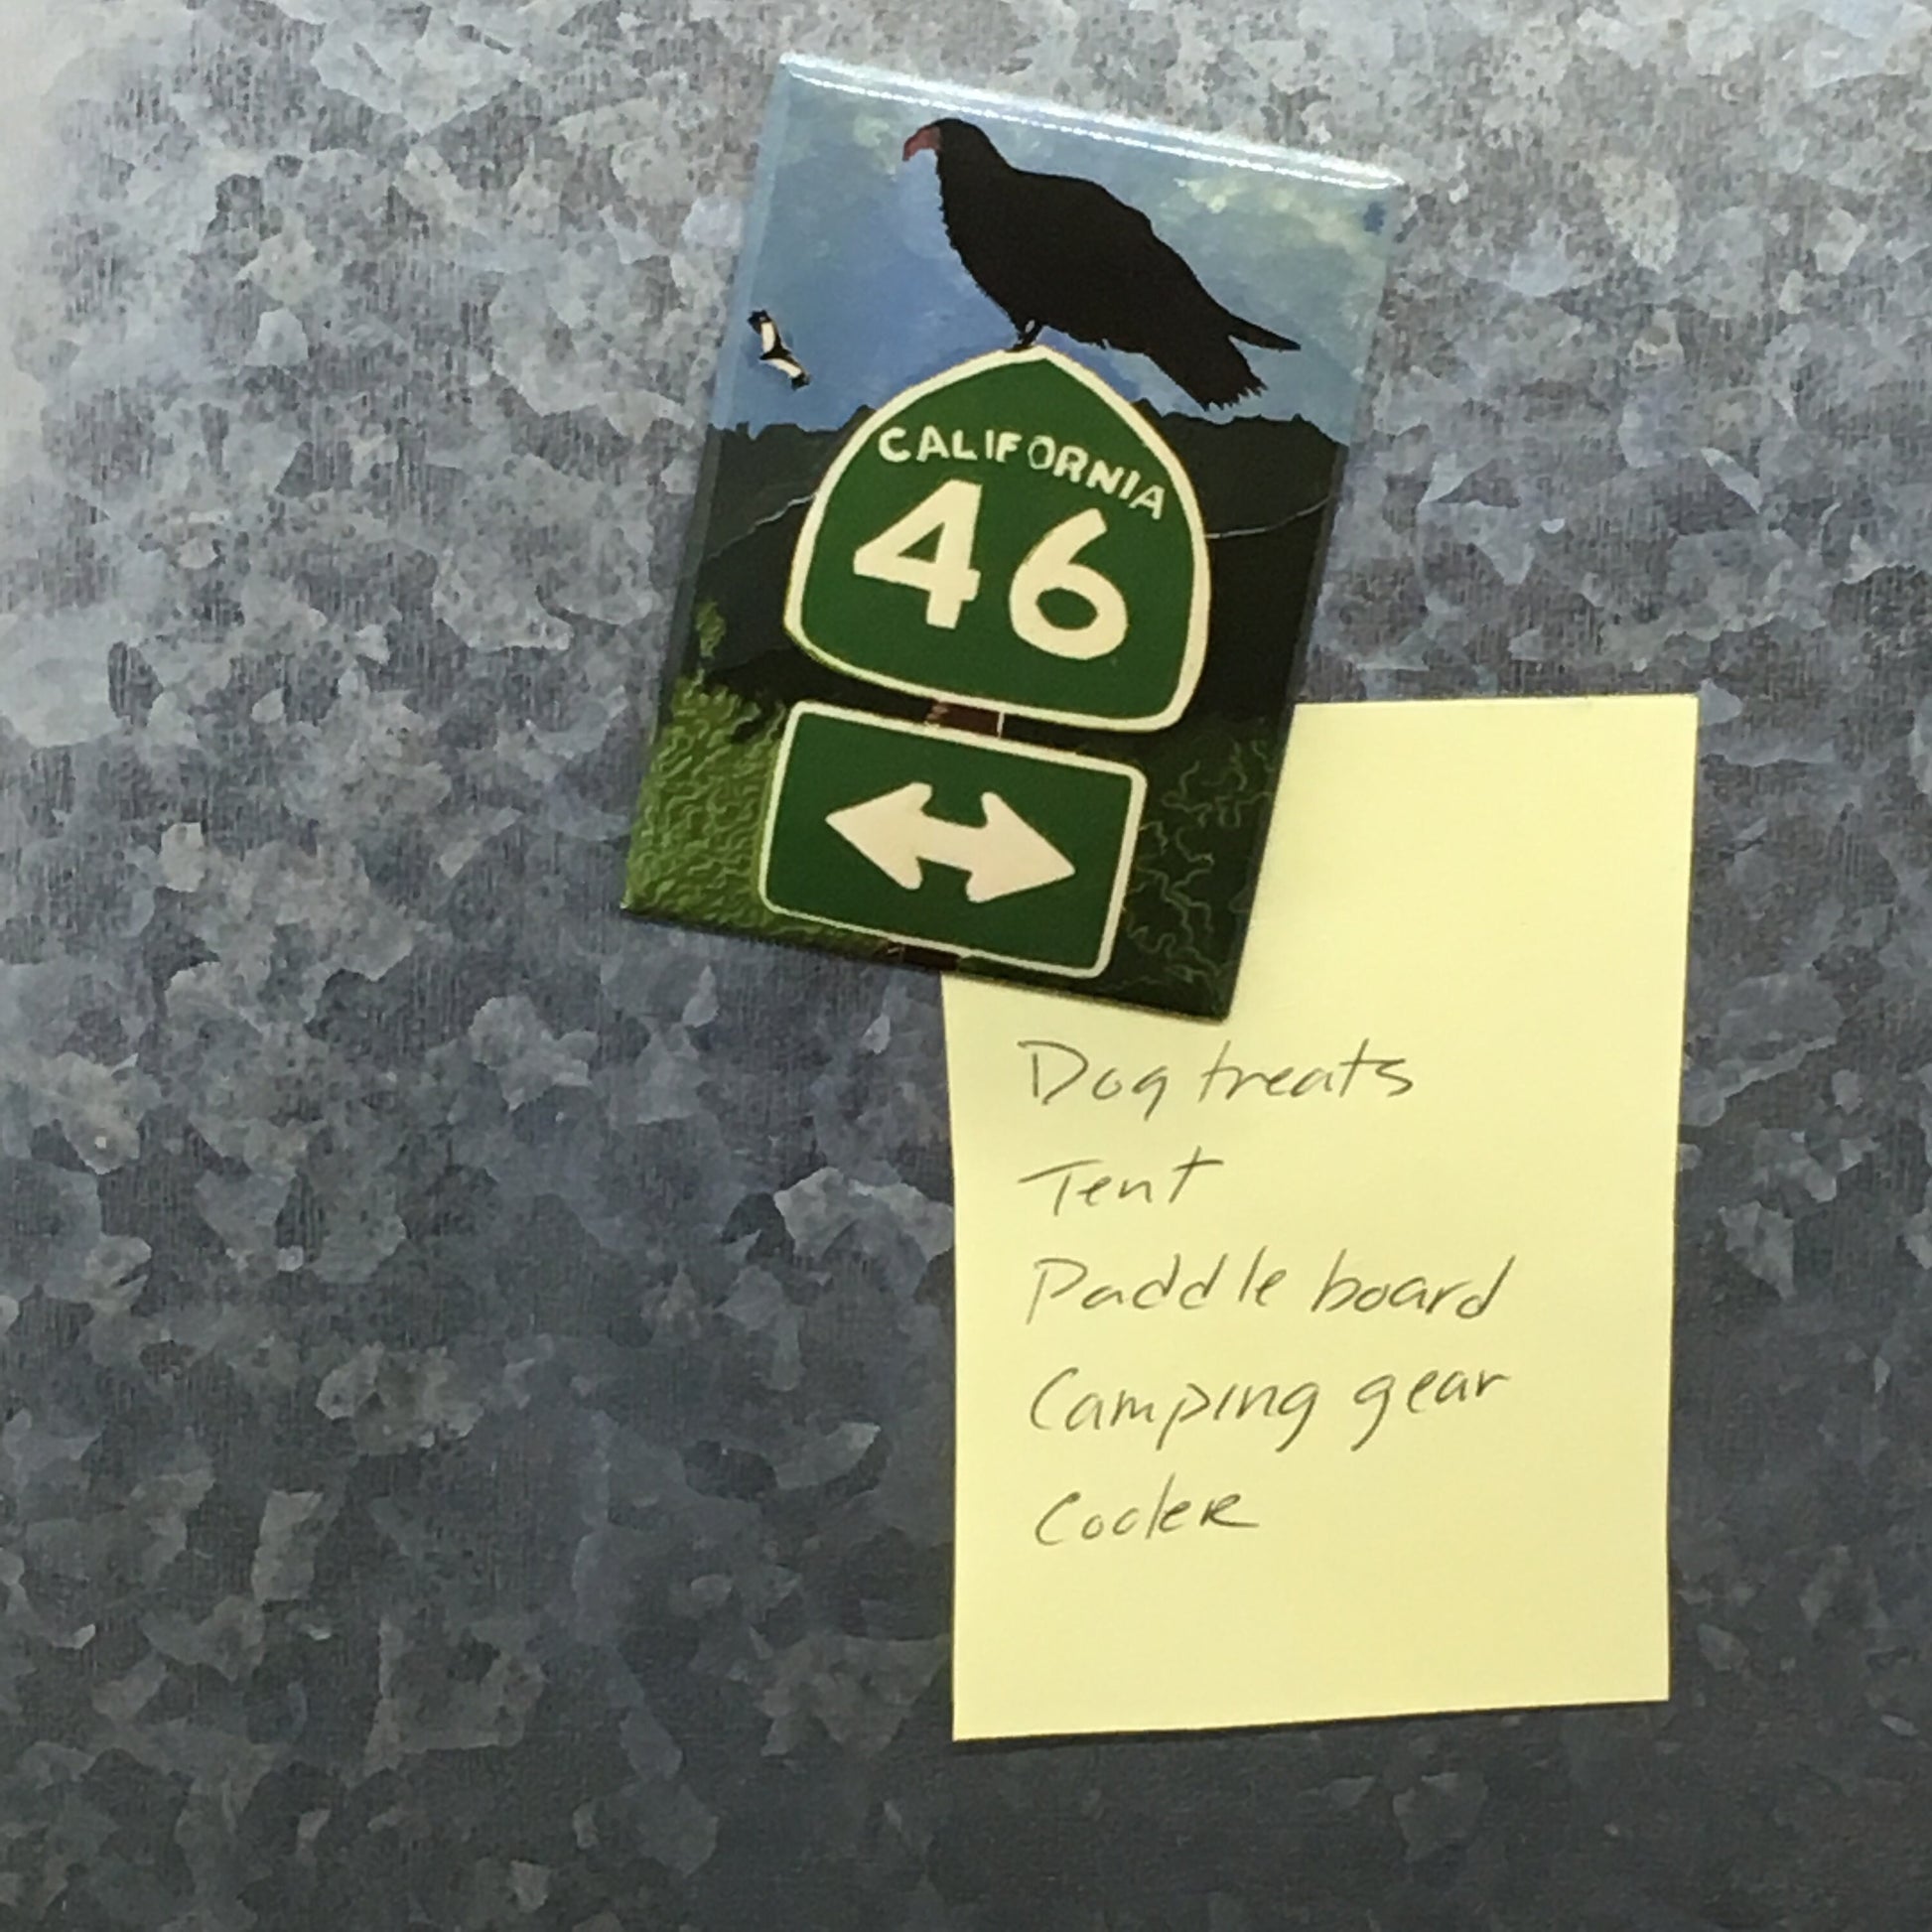 CALIFORNIA
46
Dog treats
Tent
Paddle board
Camping gear
Cooler